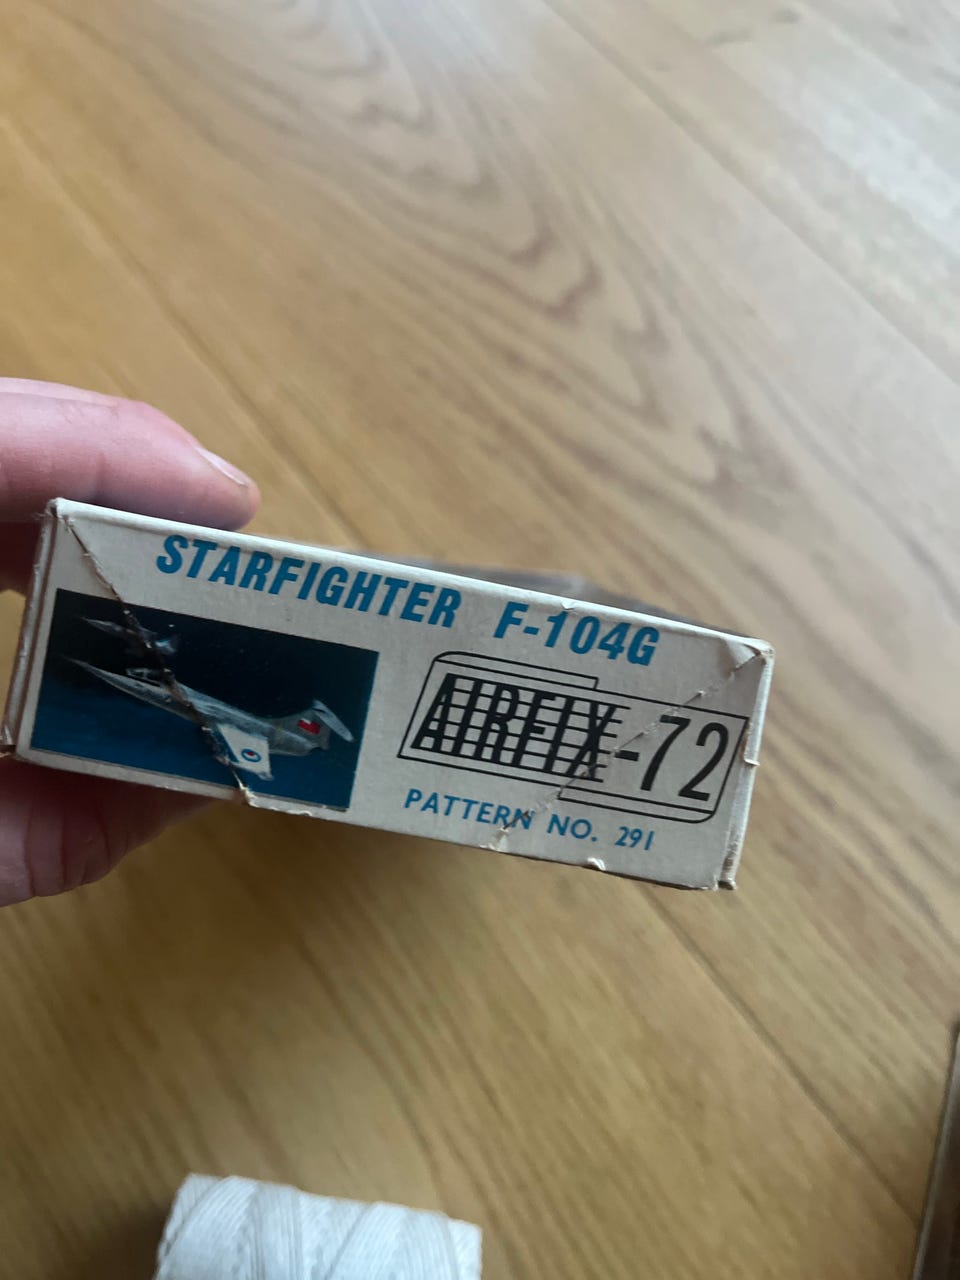 STARFIGHTER F-104G
AIRFIX-72
PATTERN NO. 291